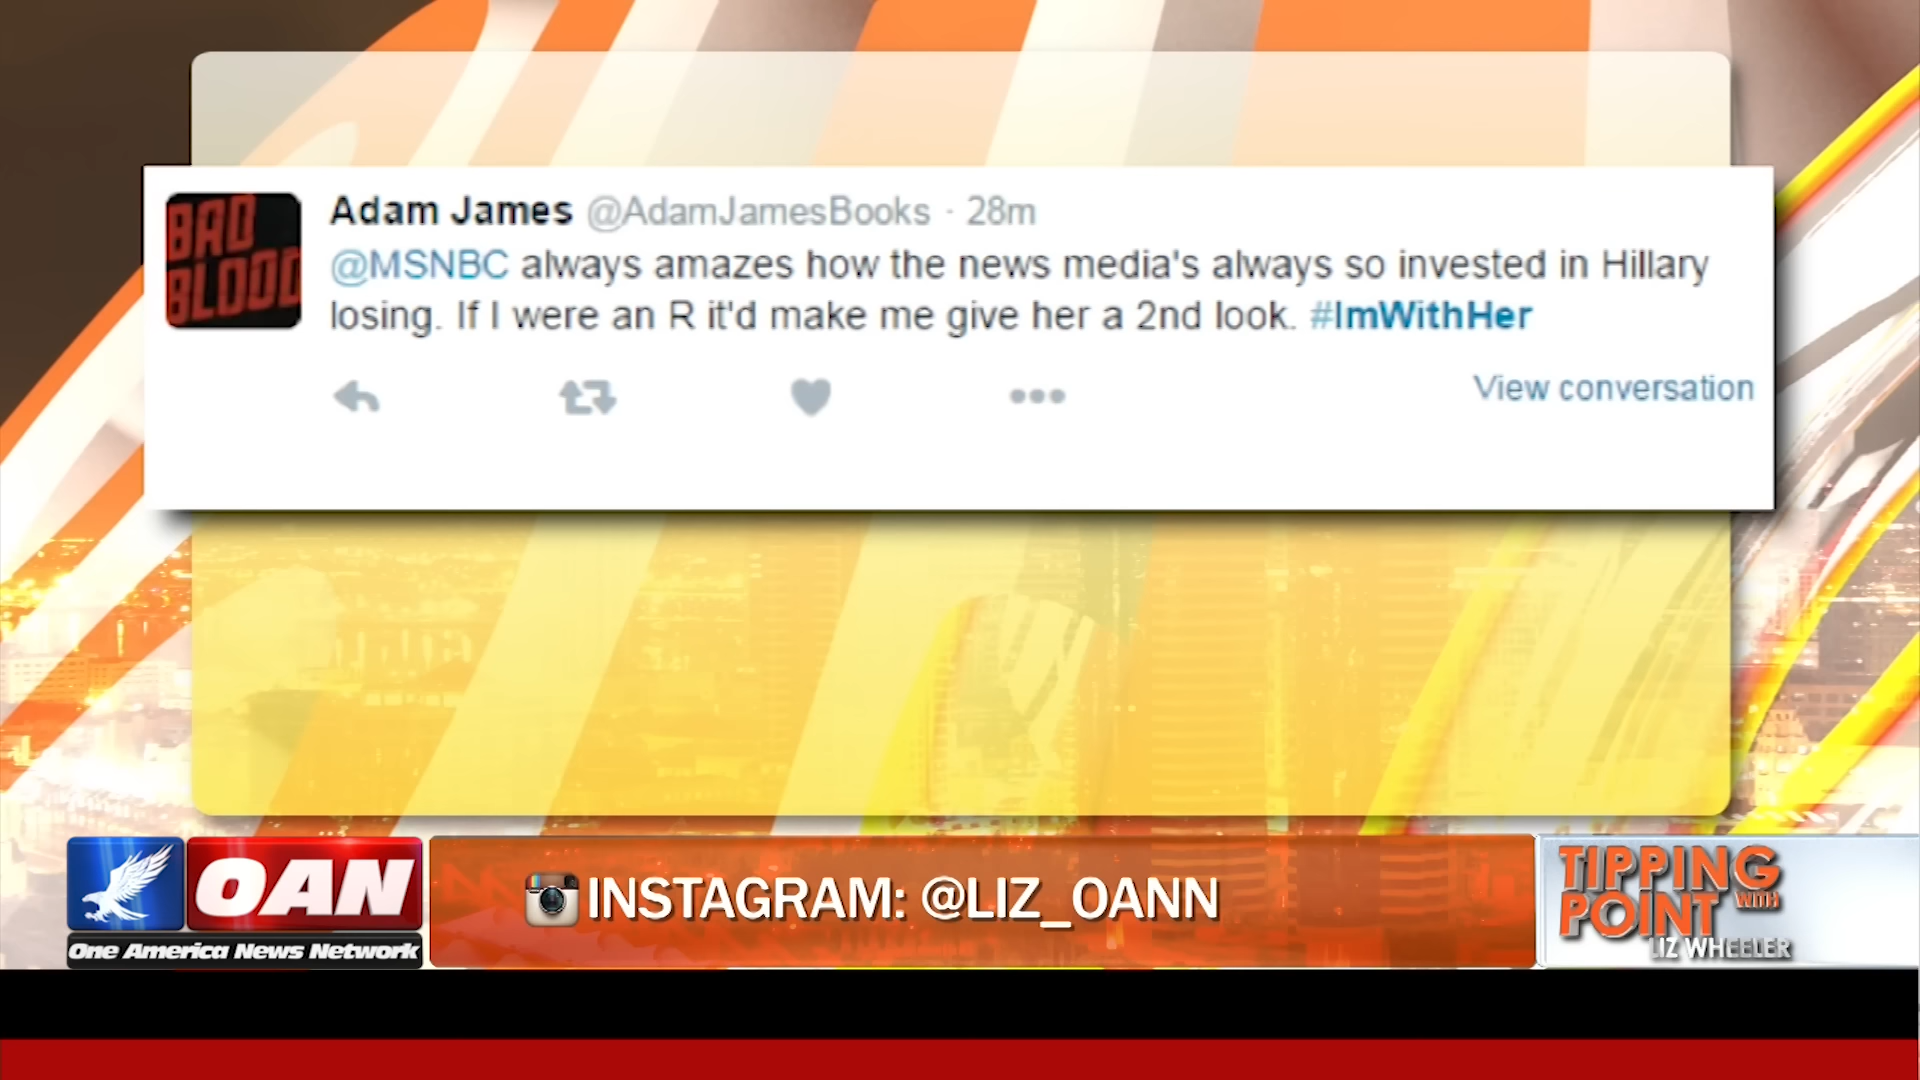 BAD
BLOOD
Adam James @AdamJamesBooks · 28m
@MSNBC always amazes how the news media's always so invested in Hillary
losing. If I were an R it'd make me give her a 2nd look. #ImWithHer
View conversation
OAN
One America News Network
INSTAGRAM: @LIZ_OANN
TIPPING
POINT WITH
LIZ WHEELER